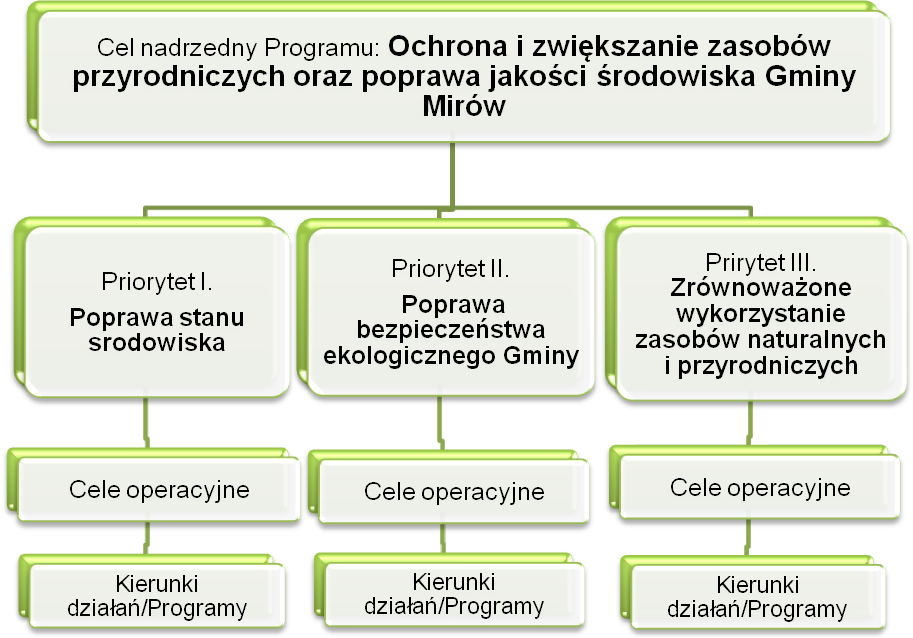 Cel nadrzedny Programu: Ochrona i zwiększanie zasobów
przyrodniczych oraz poprawa jakości środowiska Gminy
Mirów
Priorytet I.
Poprawa stanu
srodowiska
Priorytet II.
Poprawa
bezpieczeństwa
ekologicznego Gminy
Prirytet III.
Zrównoważone
wykorzystanie
zasobów naturalnych
i przyrodniczych
Cele operacyjne
Cele operacyjne
Cele operacyjne
Kierunki
działań/Programy
Kierunki
działań/Programy
Kierunki
działań/Programy